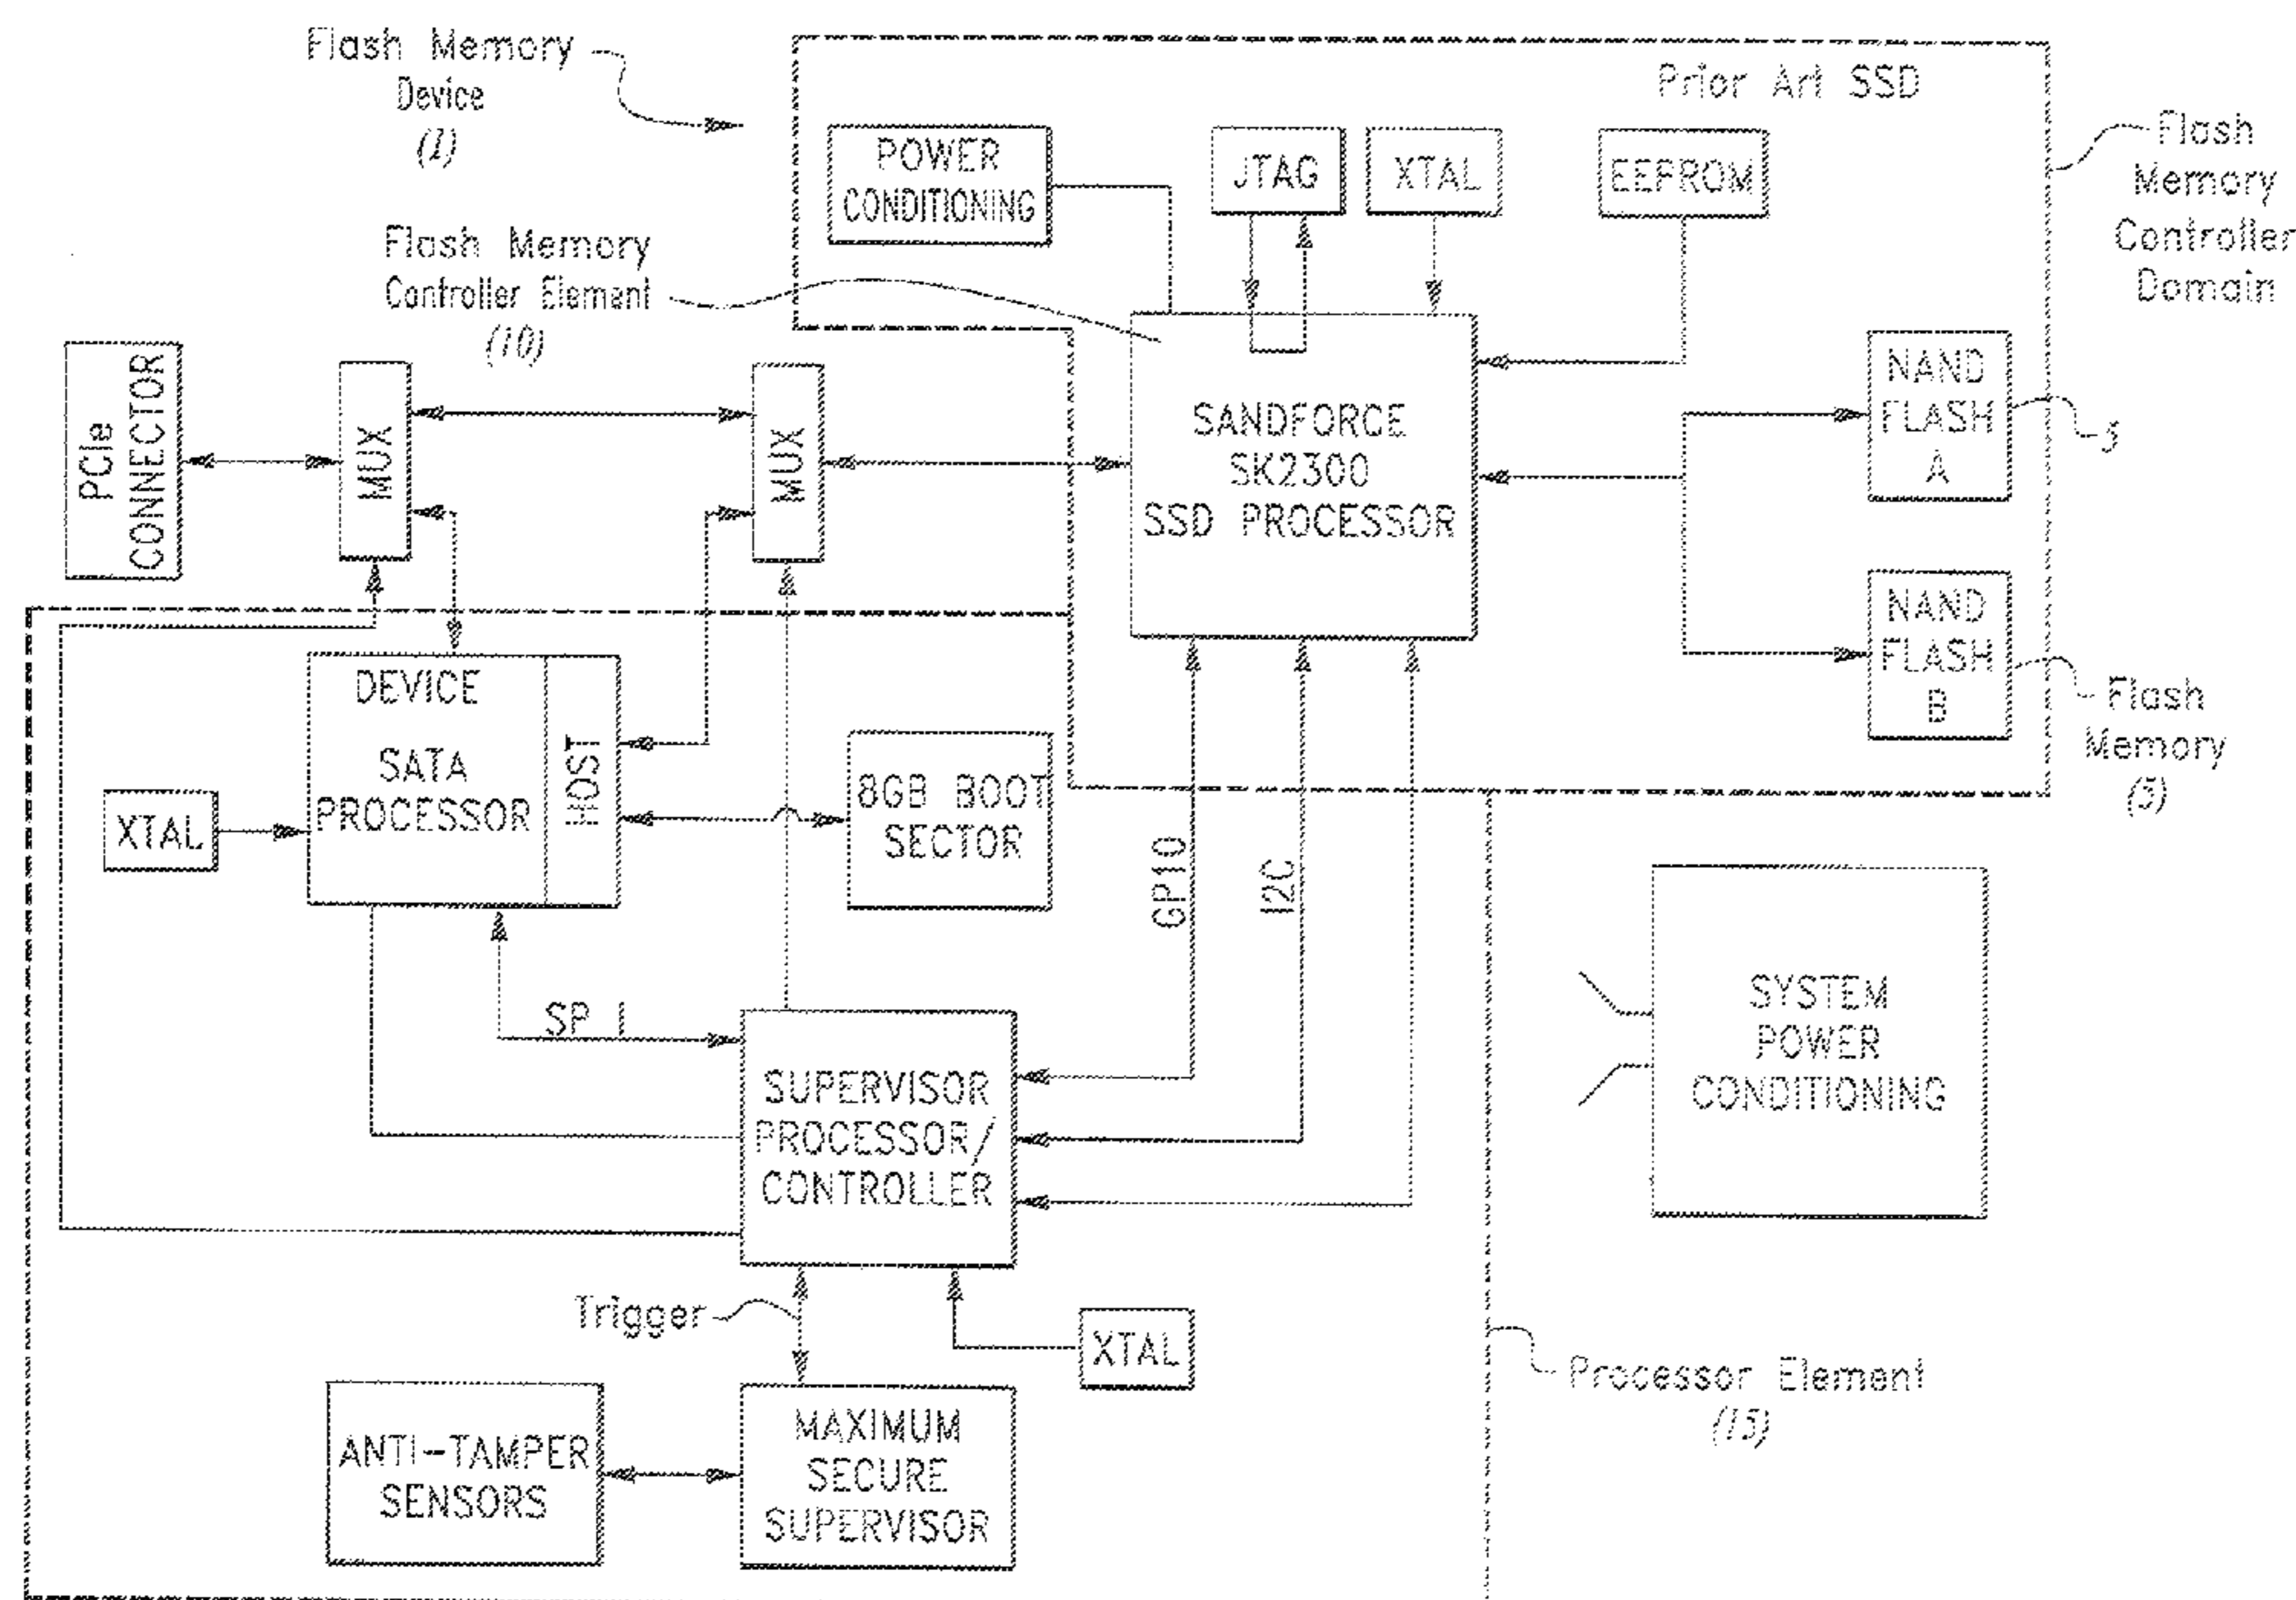 Flash Memory
Device
(1)
Prior Art SSD
Flash
Memory
Controller
Domain
POWER
CONDITIONING
JTAG
XTAL
EEPROM
Flash Memory
Controller Element
(10)
PCIe
CONNECTOR
MUX
MUX
SANDFORCE
SK2300
SSD PROCESSOR
NAND
FLASH
A
5
NAND
FLASH
B
Flash
Memory
(5)
DEVICE
SATA
PROCESSOR
HOST
XTAL
8GB BOOT
SECTOR
GPIO
I2C
SYSTEM
POWER
CONDITIONING
SP I
SUPERVISOR
PROCESSOR/
CONTROLLER
Trigger
XTAL
Processor Element
(15)
ANTI-TAMPER
SENSORS
MAXIMUM
SECURE
SUPERVISOR